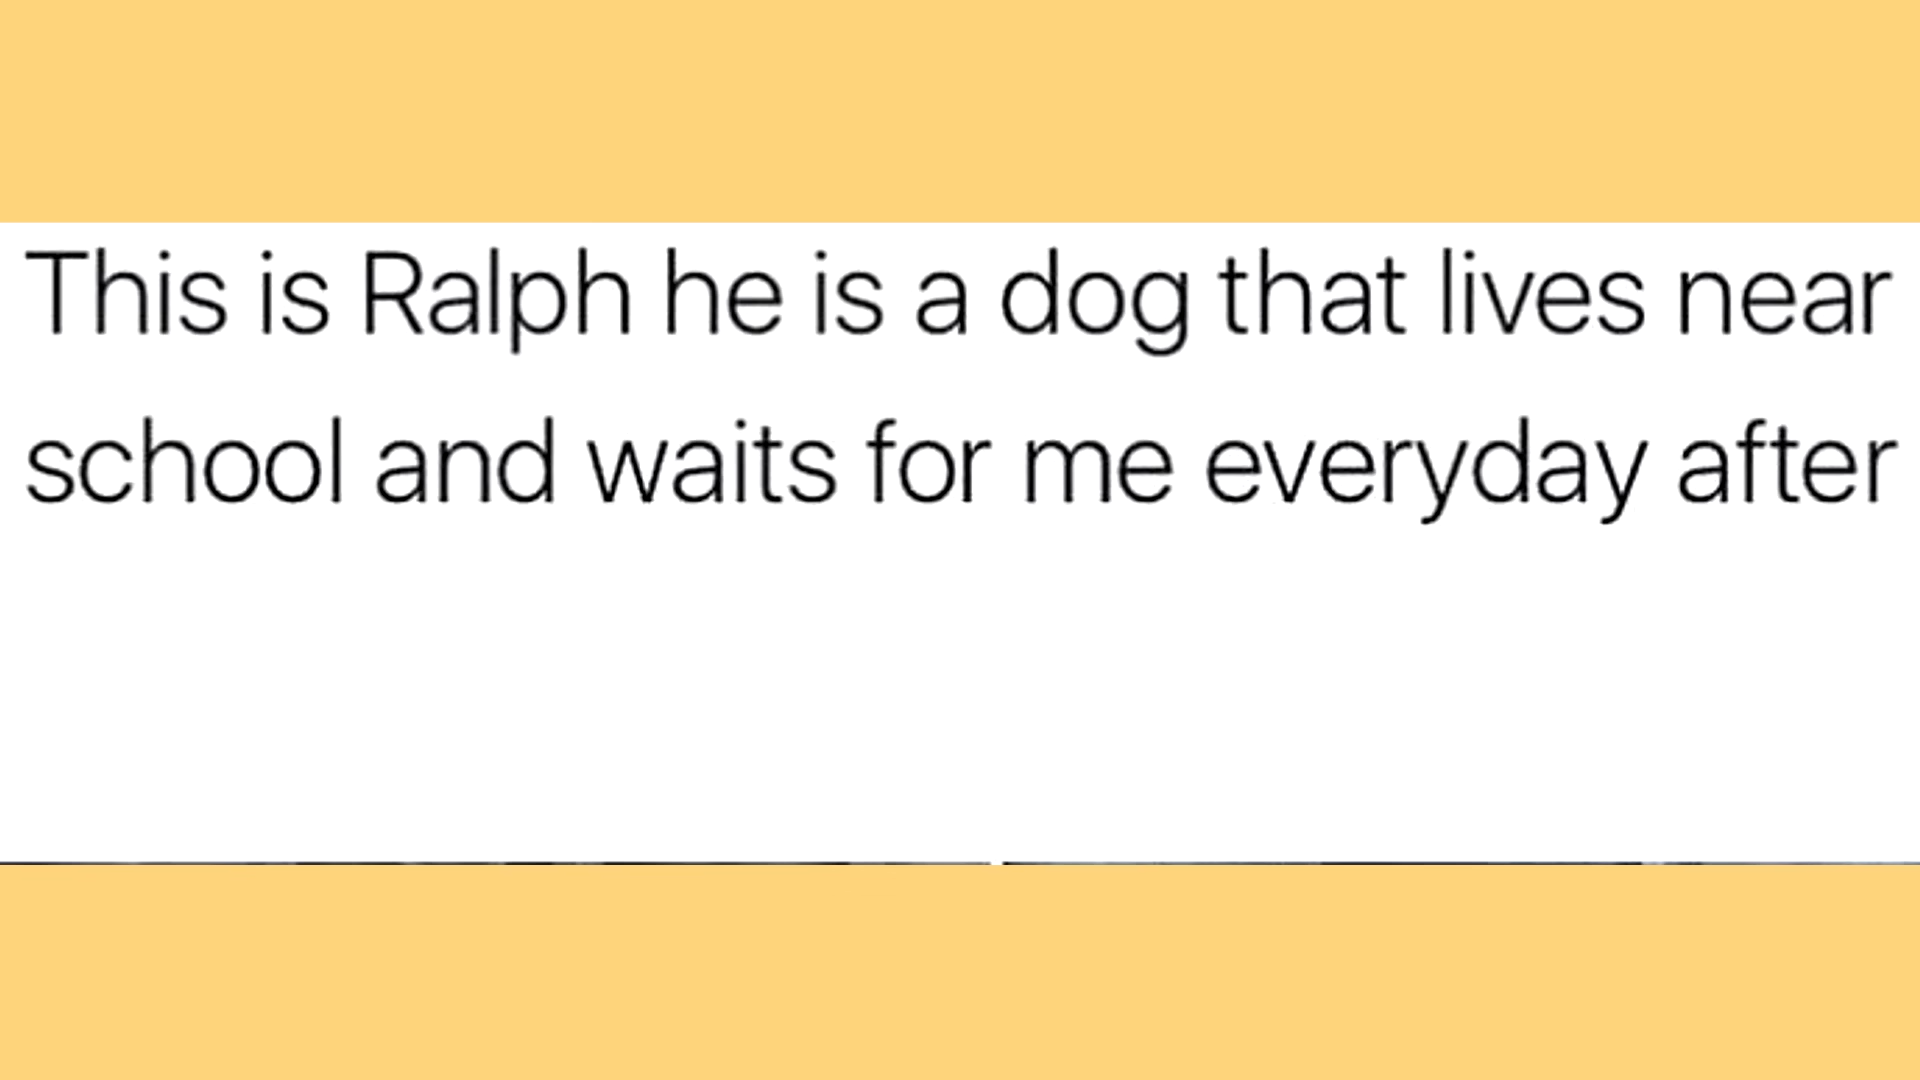 This is Ralph he is a dog that lives near
school and waits for me everyday after